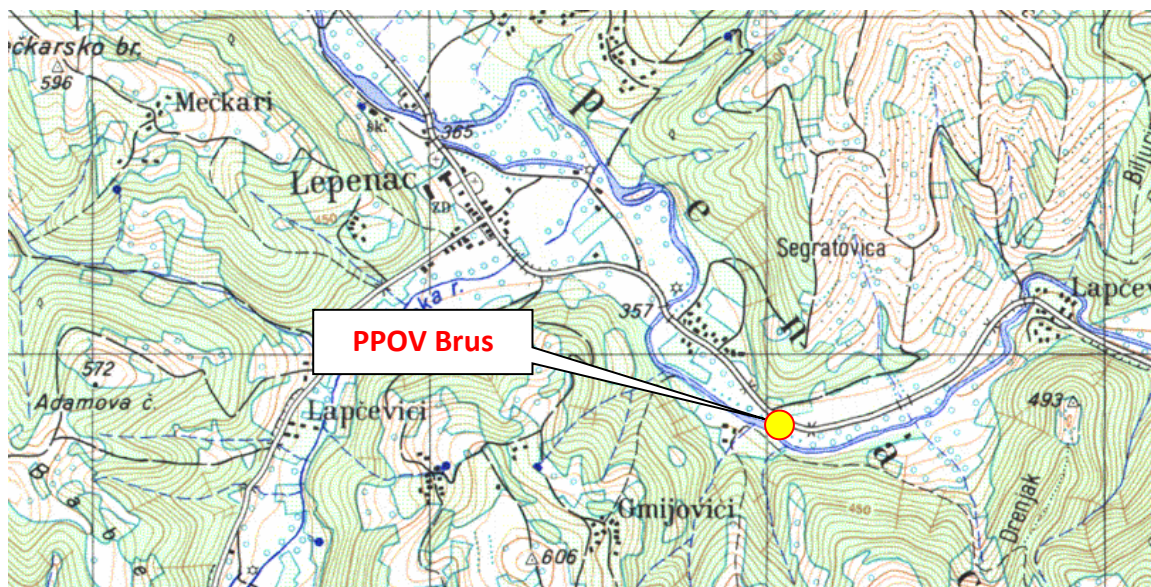 ečkarsko br.
596
Mečkari
šk.
365
Lepenac
ZD
450
ka r.
357
Segratovica
Lapčev
PPOV Brus
572
Adamova č.
Lapčevići
493
Gmijovići
450
Drenjak
606
B a b e
p e n a c